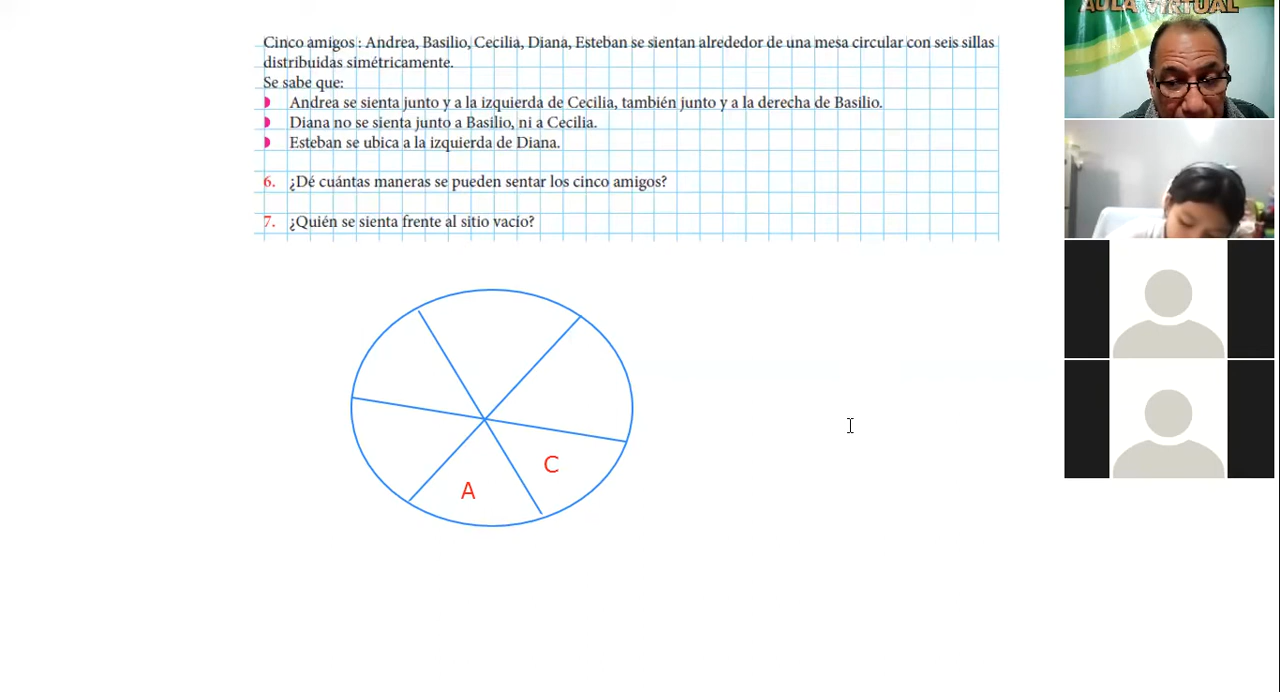 Cinco amigos : Andrea, Basilio, Cecilia, Diana, Esteban se sientan alrededor de una mesa circular con seis sillas
distribuidas simétricamente.
Se sabe que:
Andrea se sienta junto y a la izquierda de Cecilia, también junto y a la derecha de Basilio.
Diana no se sienta junto a Basilio, ni a Cecilia.
Esteban se ubica a la izquierda de Diana.
6. ¿Dé cuántas maneras se pueden sentar los cinco amigos?
7. ¿Quién se sienta frente al sitio vacío?
C
A
AULA VIRTUAL